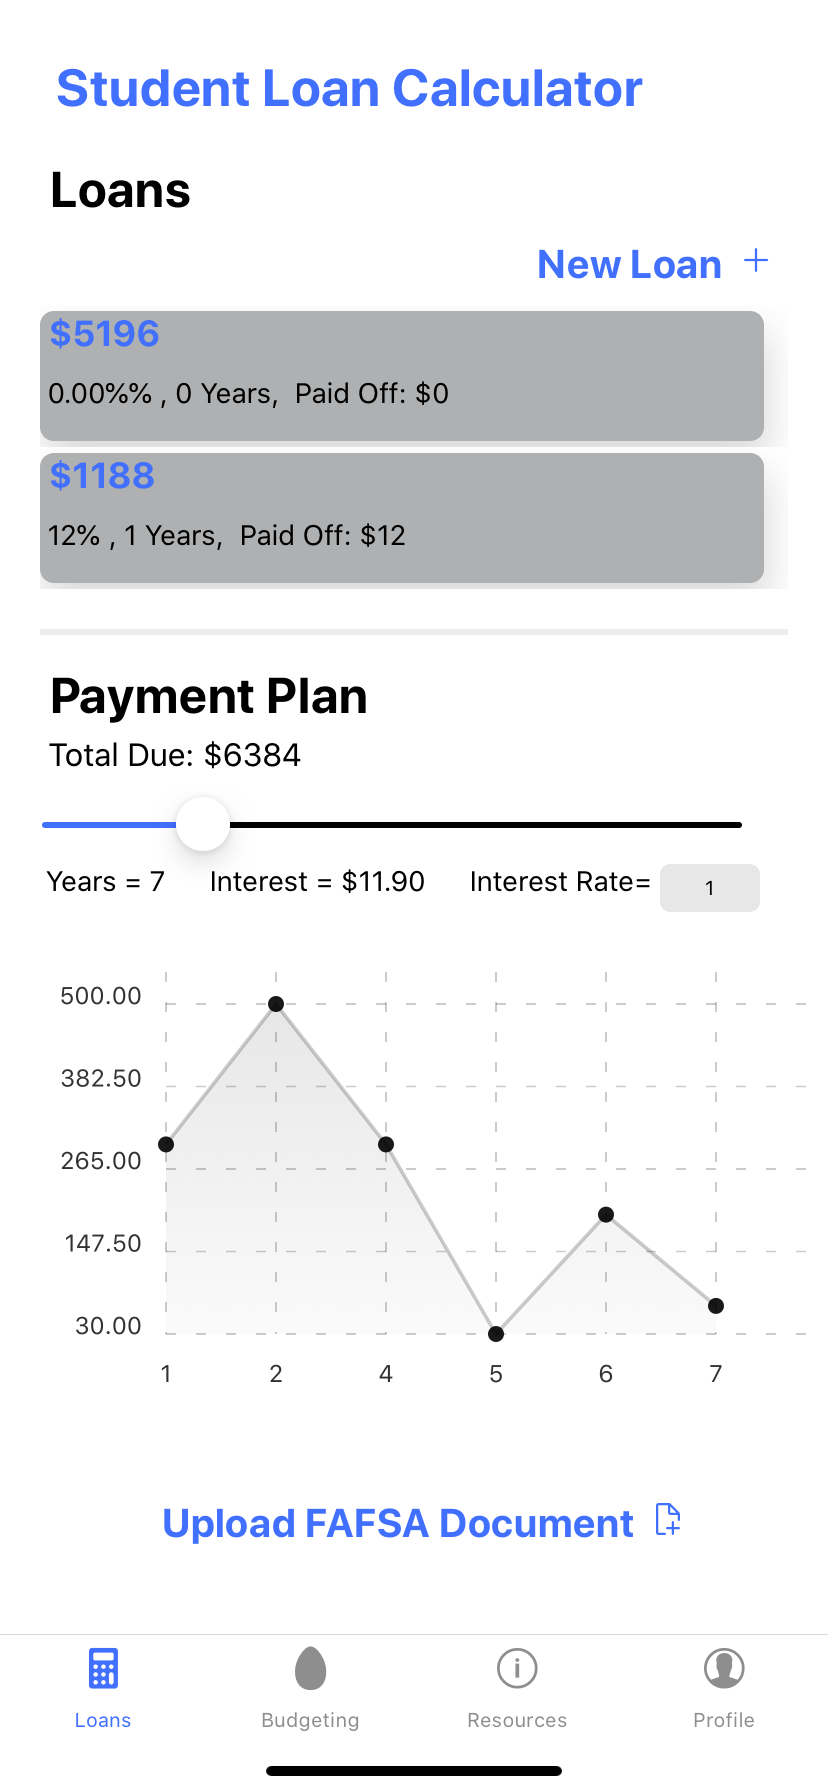 Student Loan Calculator
Loans
New Loan +
$5196
0.00%% , 0 Years,  Paid Off: $0
$1188
12% , 1 Years,  Paid Off: $12
Payment Plan
Total Due: $6384
Years = 7 Interest = $11.90 Interest Rate= 1
500.00
382.50
265.00
147.50
30.00
1 2 4 5 6 7
Upload FAFSA Document
Loans Budgeting Resources Profile